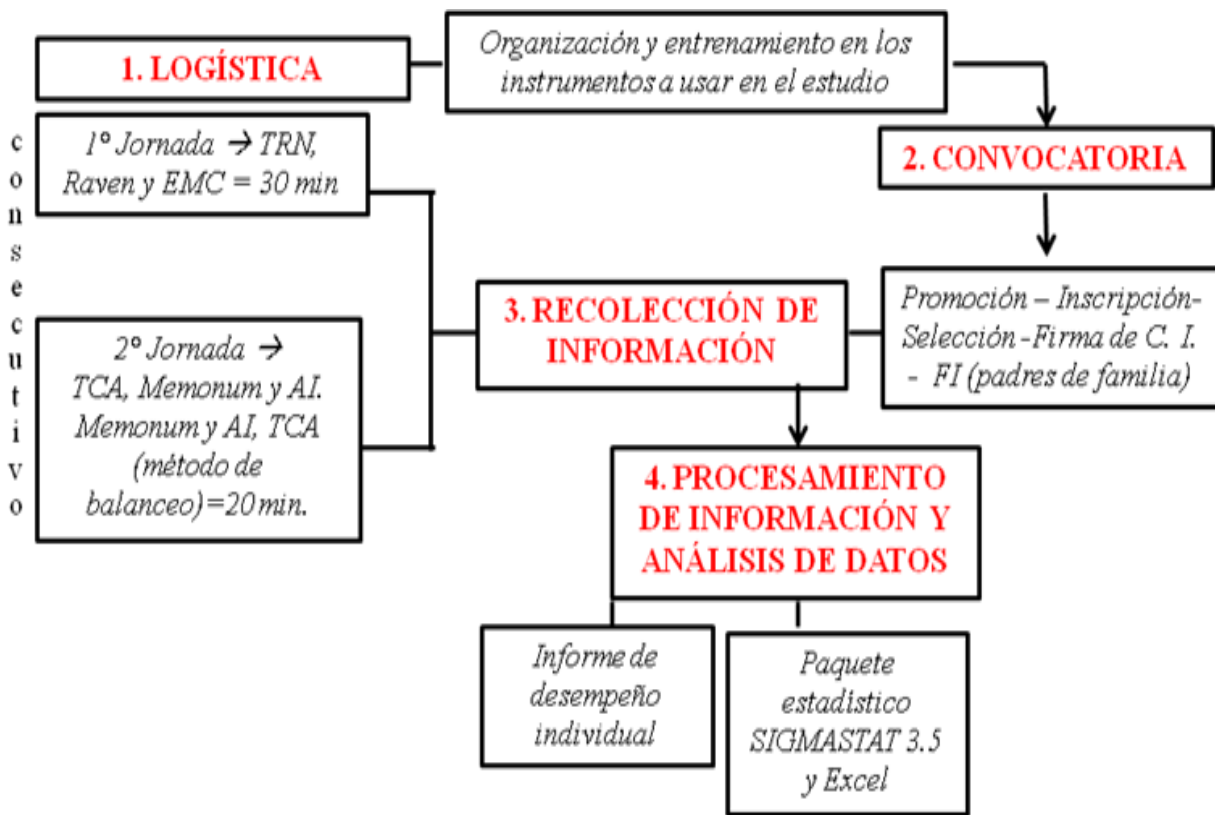 1. LOGÍSTICA
Organización y entrenamiento en los
instrumentos a usar en el estudio
2. CONVOCATORIA
Promoción – Inscripción-
Selección -Firma de C. I.
- FI (padres de familia)
3. RECOLECCIÓN DE
INFORMACIÓN
consecutivo
1º Jornada → TRN,
Raven y EMC = 30 min
2º Jornada →
TCA, Memonum y AI.
Memonum y AI, TCA
(método de
balanceo)=20 min.
4. PROCESAMIENTO
DE INFORMACIÓN Y
ANÁLISIS DE DATOS
Informe de
desempeño
individual
Paquete
estadístico
SIGMASTAT 3.5
y Excel